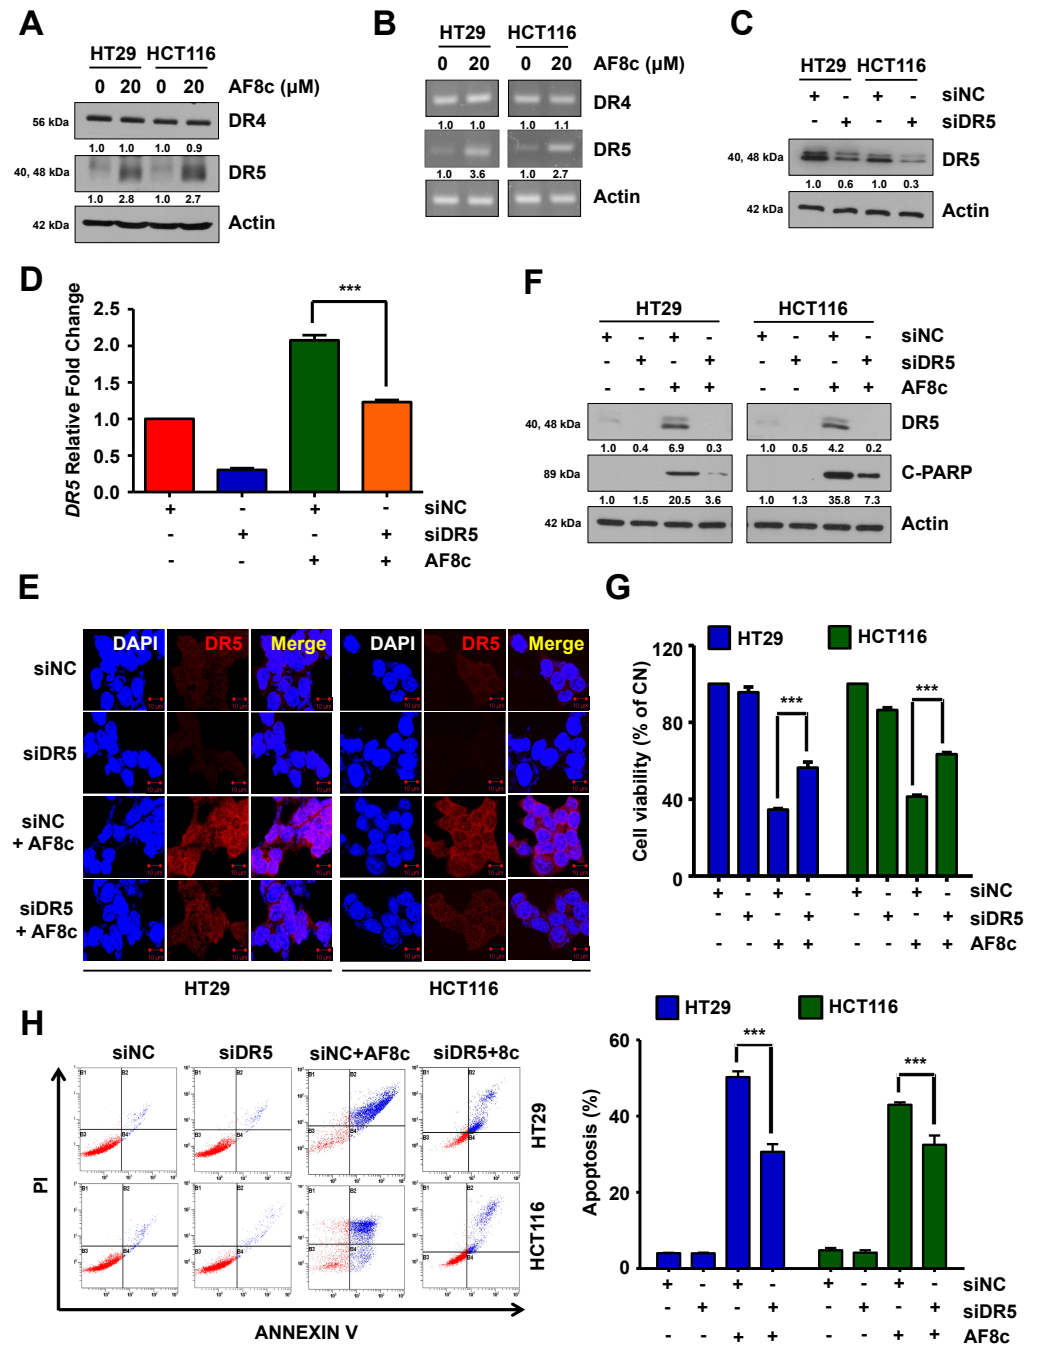 A
HT29 HCT116
0 20 0 20 AF8c (µM)
56 kDa DR4
1.0 1.0 1.0 0.9
40, 48 kDa DR5
1.0 2.8 1.0 2.7
42 kDa Actin
B
HT29 HCT116
0 20 0 20 AF8c (µM)
DR4
1.0 1.0 1.0 1.1
DR5
1.0 3.6 1.0 2.7
Actin
C
HT29 HCT116
+ - + - siNC
- + - + siDR5
40, 48 kDa DR5
1.0 0.6 1.0 0.3
42 kDa Actin
D
DR5 Relative Fold Change
2.5
2.0
1.5
1.0
0.5
0.0
***
+ - + - siNC
- + - + siDR5
- - + + AF8c
F
HT29 HCT116
+ - + - + - + - siNC
- + - + - + - + siDR5
- - + + - - + + AF8c
40, 48 kDa DR5
1.0 0.4 6.9 0.3 1.0 0.5 4.2 0.2
89 kDa C-PARP
1.0 1.5 20.5 3.6 1.0 1.3 35.8 7.3
42 kDa Actin
E
DAPI DR5 Merge DAPI DR5 Merge
siNC
siDR5
siNC
+ AF8c
siDR5
+ AF8c
10 µm
HT29 HCT116
G
HT29 HCT116
Cell viability (% of CN)
120
80
40
0
*** ***
+ - + - + - + - siNC
- + - + - + - + siDR5
- - + + - - + + AF8c
H
siNC siDR5 siNC+AF8c siDR5+8c
B1 B2
B3 B4
HT29
HCT116
PI
ANNEXIN V
HT29 HCT116
Apoptosis (%)
60
40
20
0
*** ***
+ - + - + - + - siNC
- + - + - + - + siDR5
- - + + - - + + AF8c